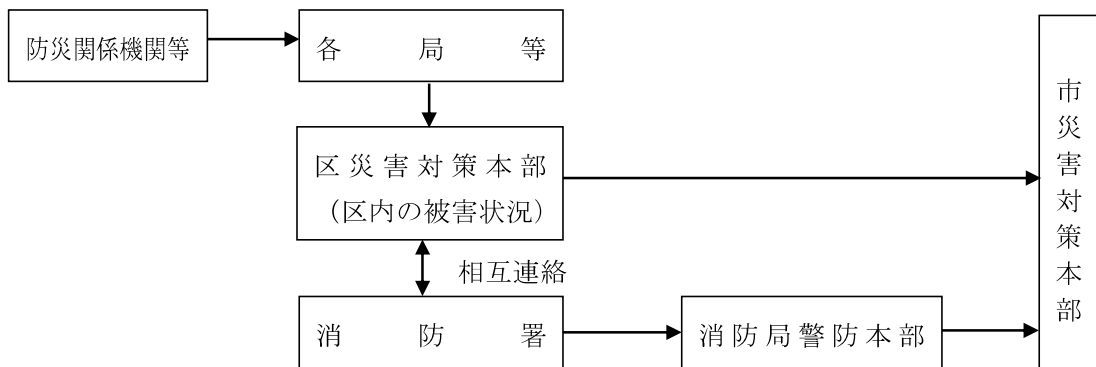 防災関係機関等
各局等
区災害対策本部
（区内の被害状況）
相互連絡
消防署
消防局警防本部
市災害対策本部